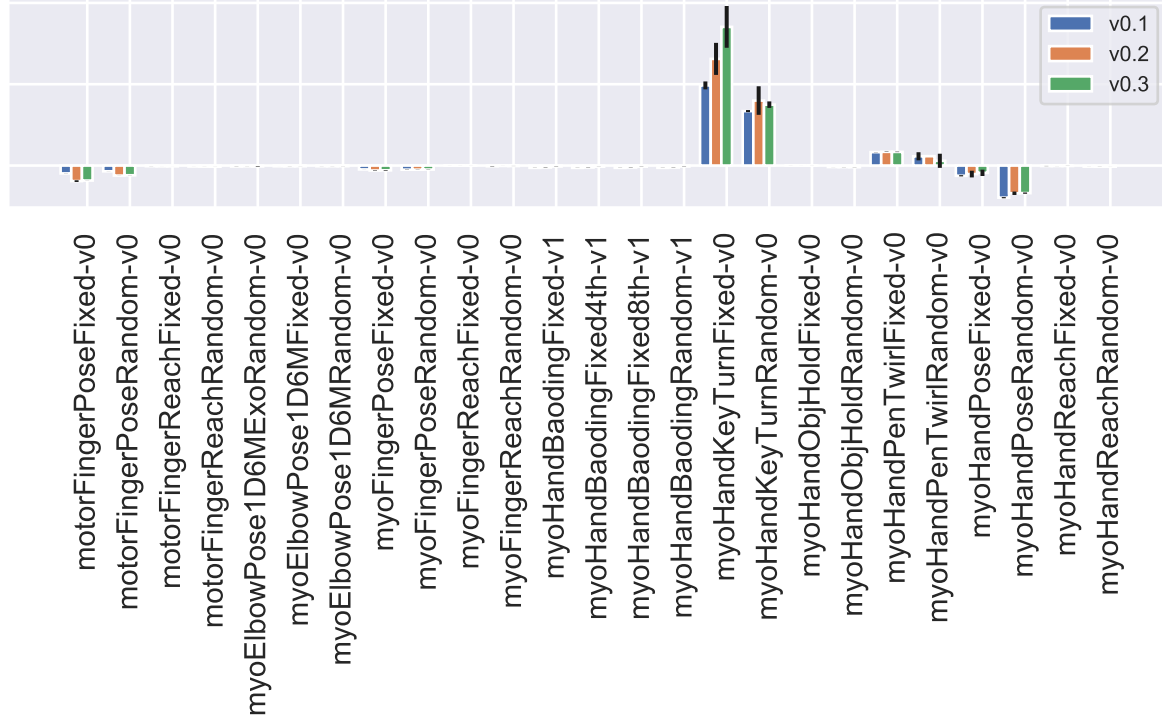 v0.1
v0.2
v0.3
motorFingerPoseFixed-v0
motorFingerPoseRandom-v0
motorFingerReachFixed-v0
motorFingerReachRandom-v0
myoElbowPose1D6MExoRandom-v0
myoElbowPose1D6MFixed-v0
myoElbowPose1D6MRandom-v0
myoFingerPoseFixed-v0
myoFingerPoseRandom-v0
myoFingerReachFixed-v0
myoFingerReachRandom-v0
myoHandBaodingFixed-v1
myoHandBaodingFixed4th-v1
myoHandBaodingFixed8th-v1
myoHandBaodingRandom-v1
myoHandKeyTurnFixed-v0
myoHandKeyTurnRandom-v0
myoHandObjHoldFixed-v0
myoHandObjHoldRandom-v0
myoHandPenTwirlFixed-v0
myoHandPenTwirlRandom-v0
myoHandPoseFixed-v0
myoHandPoseRandom-v0
myoHandReachFixed-v0
myoHandReachRandom-v0